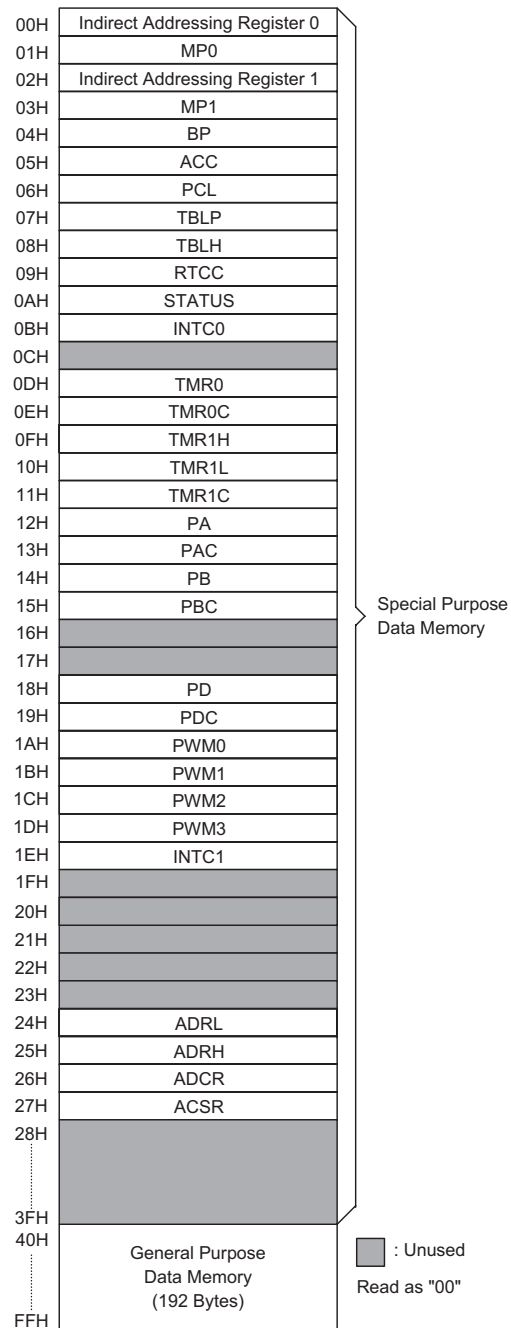 00H Indirect Addressing Register 0
01H MP0
02H Indirect Addressing Register 1
03H MP1
04H BP
05H ACC
06H PCL
07H TBLP
08H TBLH
09H RTCC
0AH STATUS
0BH INTC0
0CH
0DH TMR0
0EH TMR0C
0FH TMR1H
10H TMR1L
11H TMR1C
12H PA
13H PAC
14H PB
15H PBC
16H
17H
18H PD
19H PDC
1AH PWM0
1BH PWM1
1CH PWM2
1DH PWM3
1EH INTC1
1FH
20H
21H
22H
23H
24H ADRL
25H ADRH
26H ADCR
27H ACSR
28H
3FH
40H
General Purpose
Data Memory
(192 Bytes)
FFH
Special Purpose
Data Memory
: Unused
Read as "00"